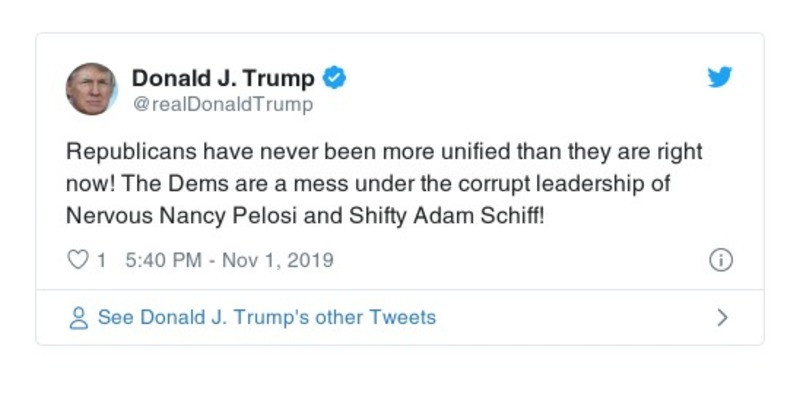 Donald J. Trump
@realDonaldTrump
Republicans have never been more unified than they are right
now! The Dems are a mess under the corrupt leadership of
Nervous Nancy Pelosi and Shifty Adam Schiff!
1 5:40 PM - Nov 1, 2019
See Donald J. Trump's other Tweets